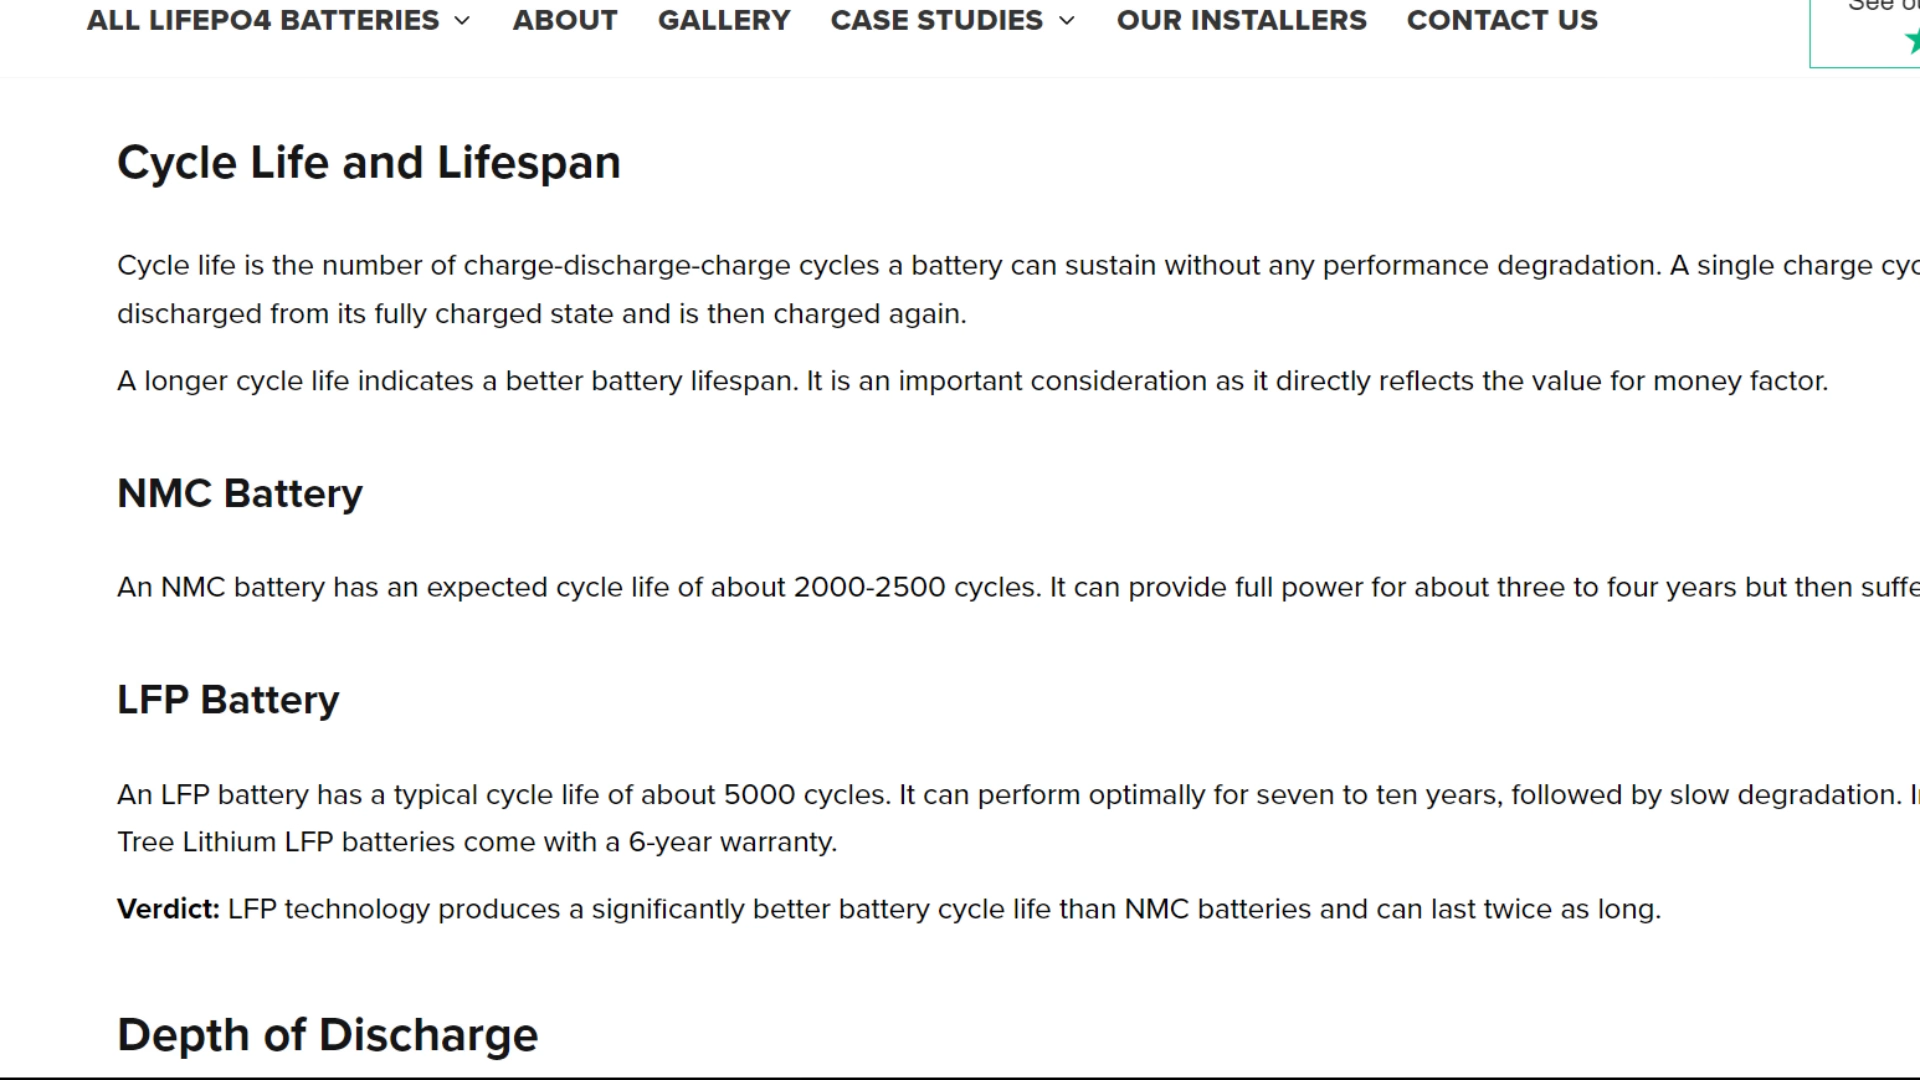 ALL LIFEPO4 BATTERIES ABOUT GALLERY CASE STUDIES OUR INSTALLERS CONTACT US
See
Cycle Life and Lifespan
Cycle life is the number of charge-discharge-charge cycles a battery can sustain without any performance degradation. A single charge
discharged from its fully charged state and is then charged again.
A longer cycle life indicates a better battery lifespan. It is an important consideration as it directly reflects the value for money factor.
NMC Battery
An NMC battery has an expected cycle life of about 2000-2500 cycles. It can provide full power for about three to four years but then
LFP Battery
An LFP battery has a typical cycle life of about 5000 cycles. It can perform optimally for seven to ten years, followed by slow degradation.
Tree Lithium LFP batteries come with a 6-year warranty.
Verdict: LFP technology produces a significantly better battery cycle life than NMC batteries and can last twice as long.
Depth of Discharge